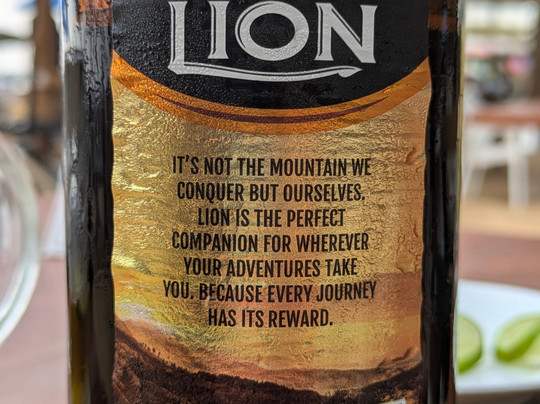 LION
IT'S NOT THE MOUNTAIN WE
CONQUER BUT OURSELVES.
LION IS THE PERFECT
COMPANION FOR WHEREVER
YOUR ADVENTURES TAKE
YOU. BECAUSE EVERY JOURNEY
HAS ITS REWARD.